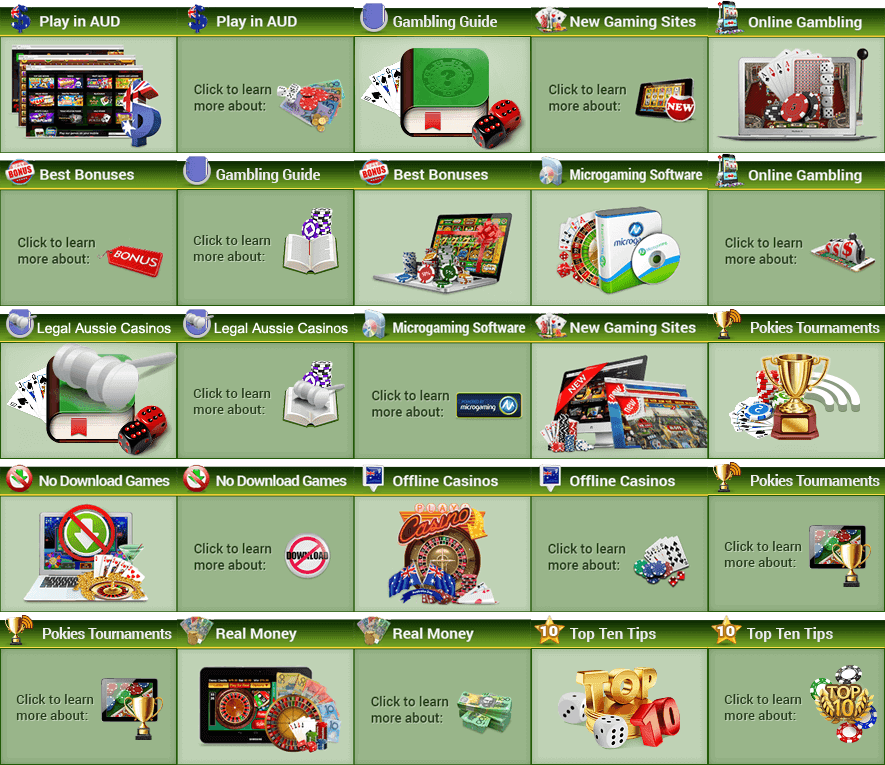 Play in AUD
Play in AUD
Gambling Guide
New Gaming Sites
Online Gambling
Click to learn
more about:
Click to learn
more about:
NEW
Best Bonuses
Gambling Guide
Best Bonuses
Microgaming Software
Online Gambling
BONUS
BONUS
Click to learn
more about:
BONUS
Click to learn
more about:
microgaming
Click to learn
more about:
Legal Aussie Casinos
Legal Aussie Casinos
Microgaming Software
New Gaming Sites
Pokies Tournaments
Click to learn
more about:
Click to learn
more about:
microgaming
NEW
NEW
No Download Games
No Download Games
Offline Casinos
Offline Casinos
Pokies Tournaments
Click to learn
more about:
DOWNLOAD
PLAY
Casino
Click to learn
more about:
Click to learn
more about:
Pokies Tournaments
Real Money
Real Money
10
Top Ten Tips
10
Top Ten Tips
Click to learn
more about:
Click to learn
more about:
TOP
10
Click to learn
more about:
TOP
10